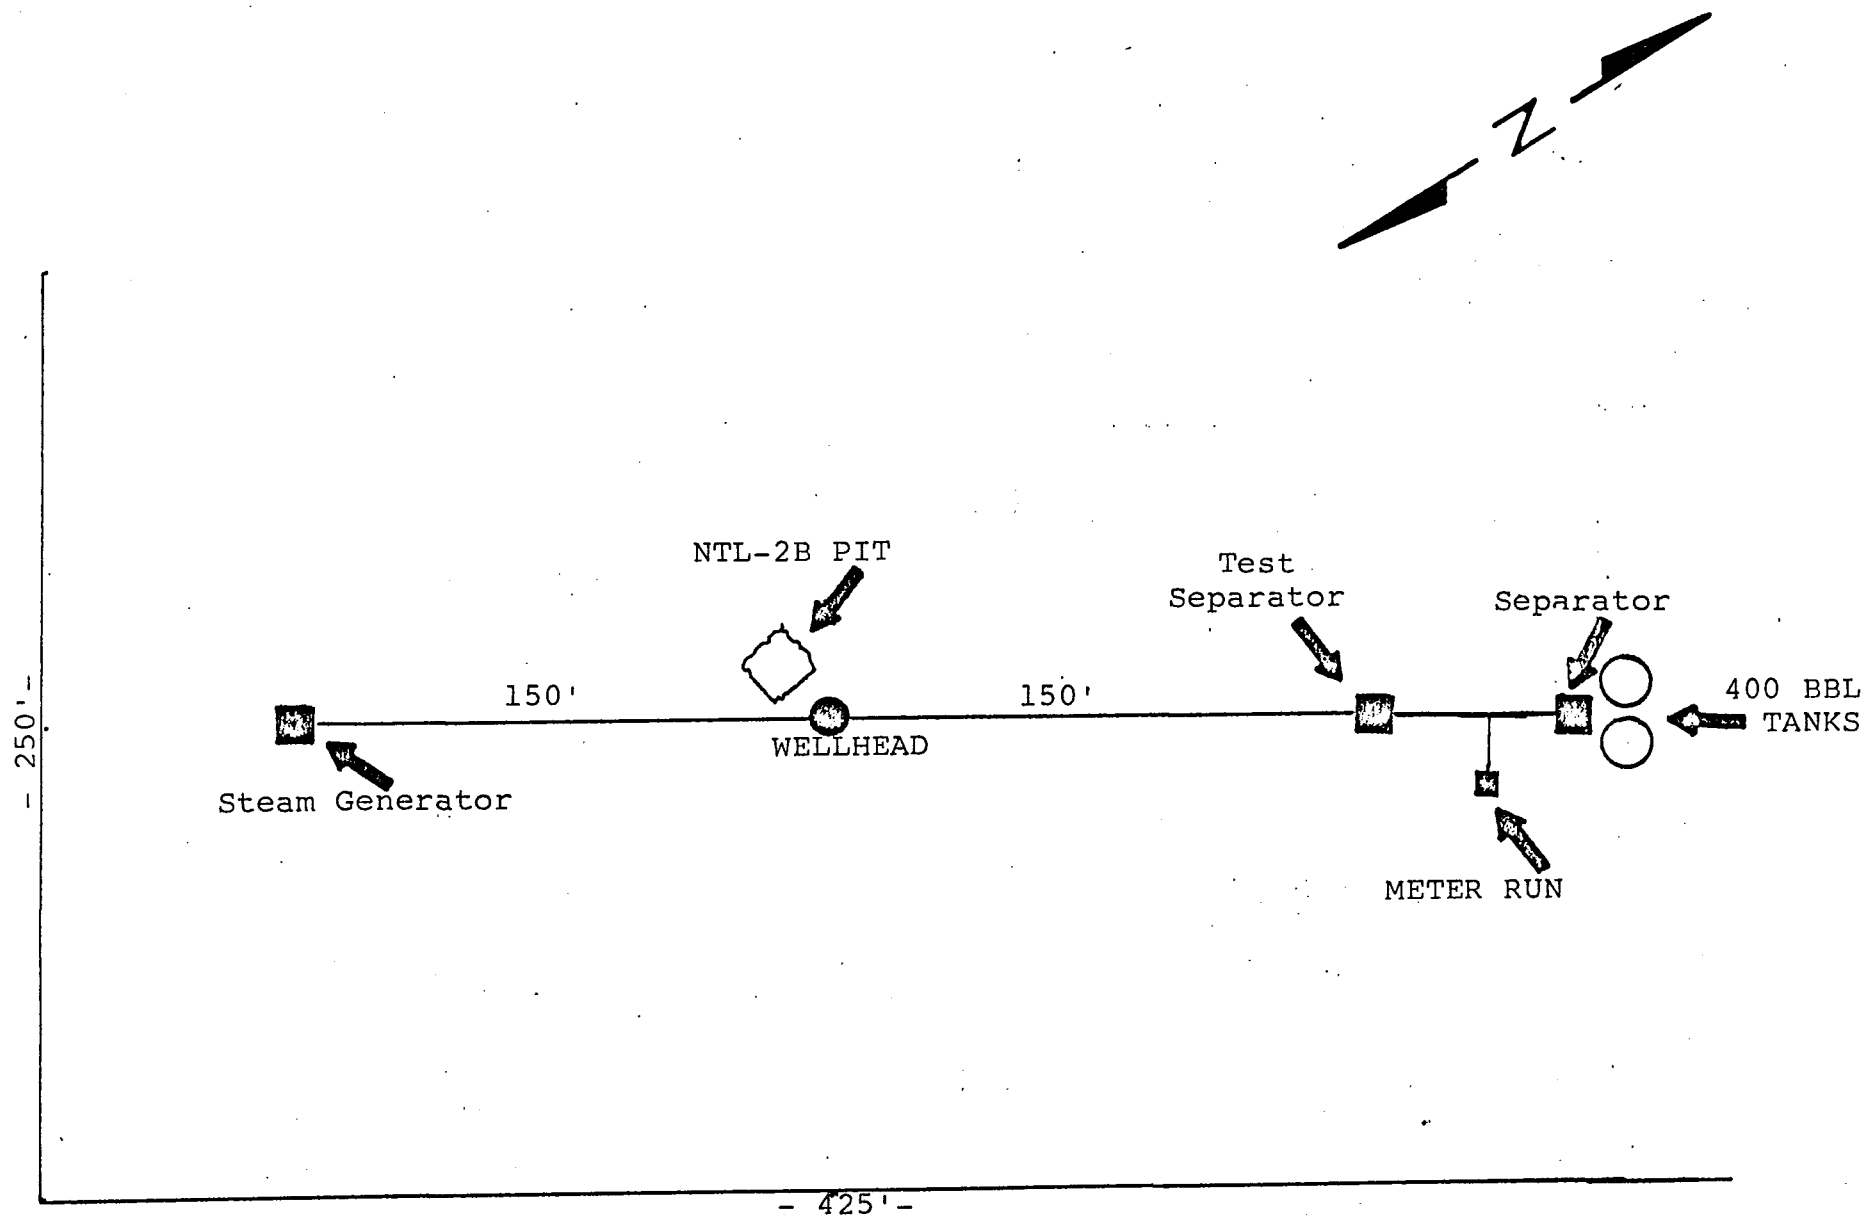 N
NTL-2B PIT
Test
Separator
Separator
150'
150'
400 BBL
TANKS
WELLHEAD
- 250'-
Steam Generator
METER RUN
- 425'-